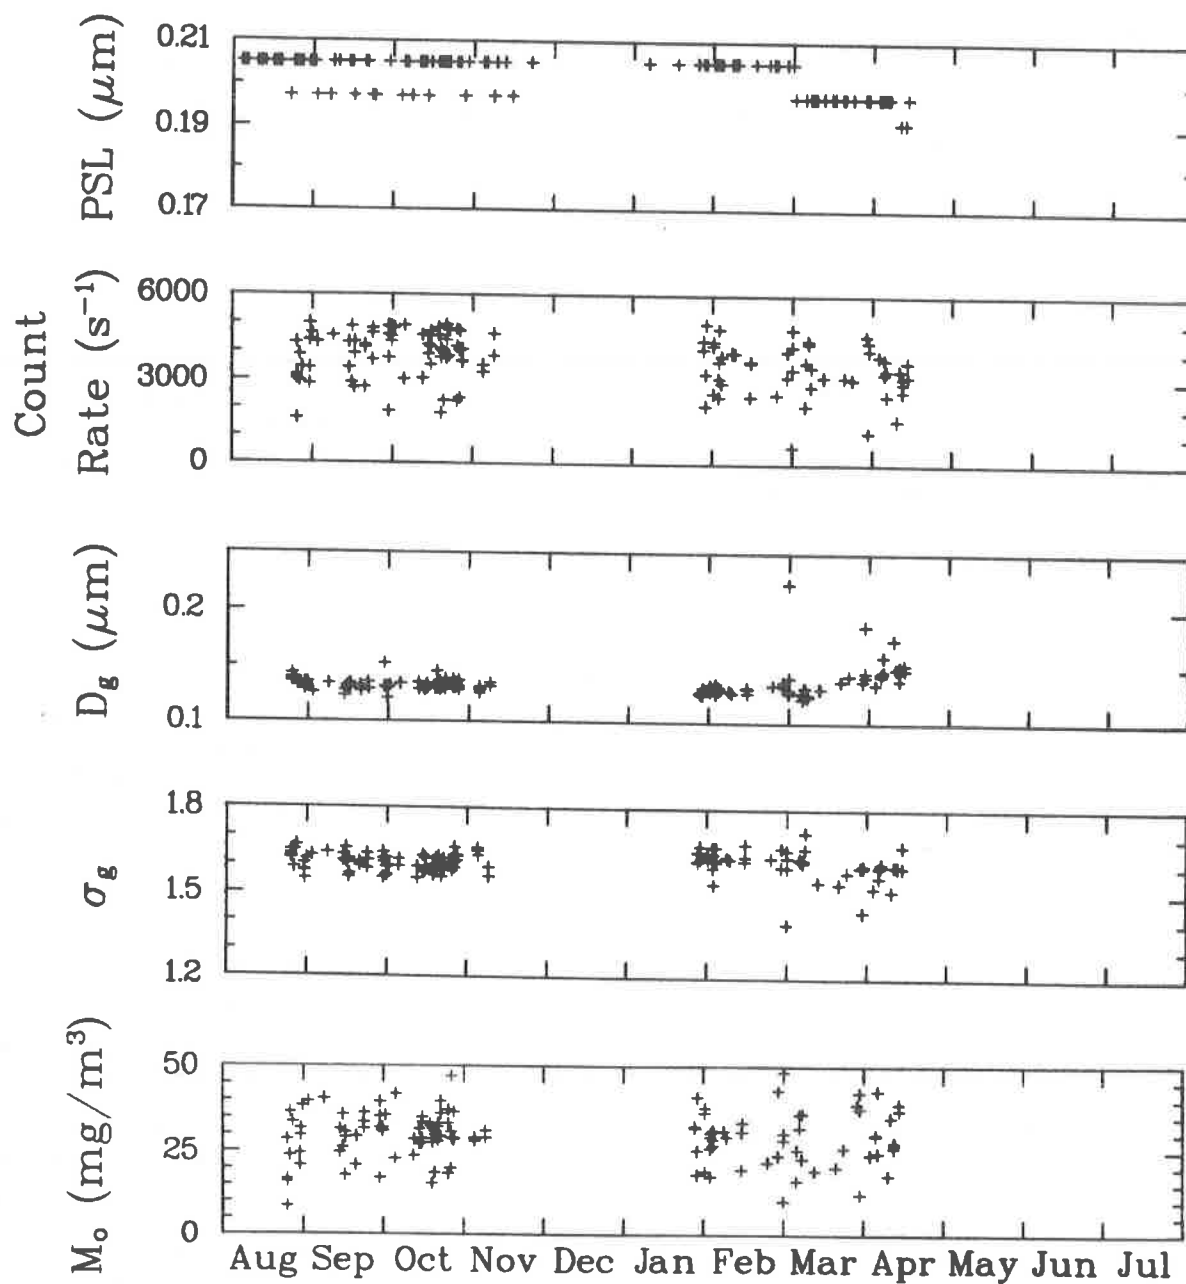 PSL (μm)
0.21
0.19
0.17
Count
Rate (s⁻¹)
6000
3000
0
D_g (μm)
0.2
0.1
σ_g
1.8
1.5
1.2
M_o (mg/m³)
50
25
0
Aug Sep Oct Nov Dec Jan Feb Mar Apr May Jun Jul